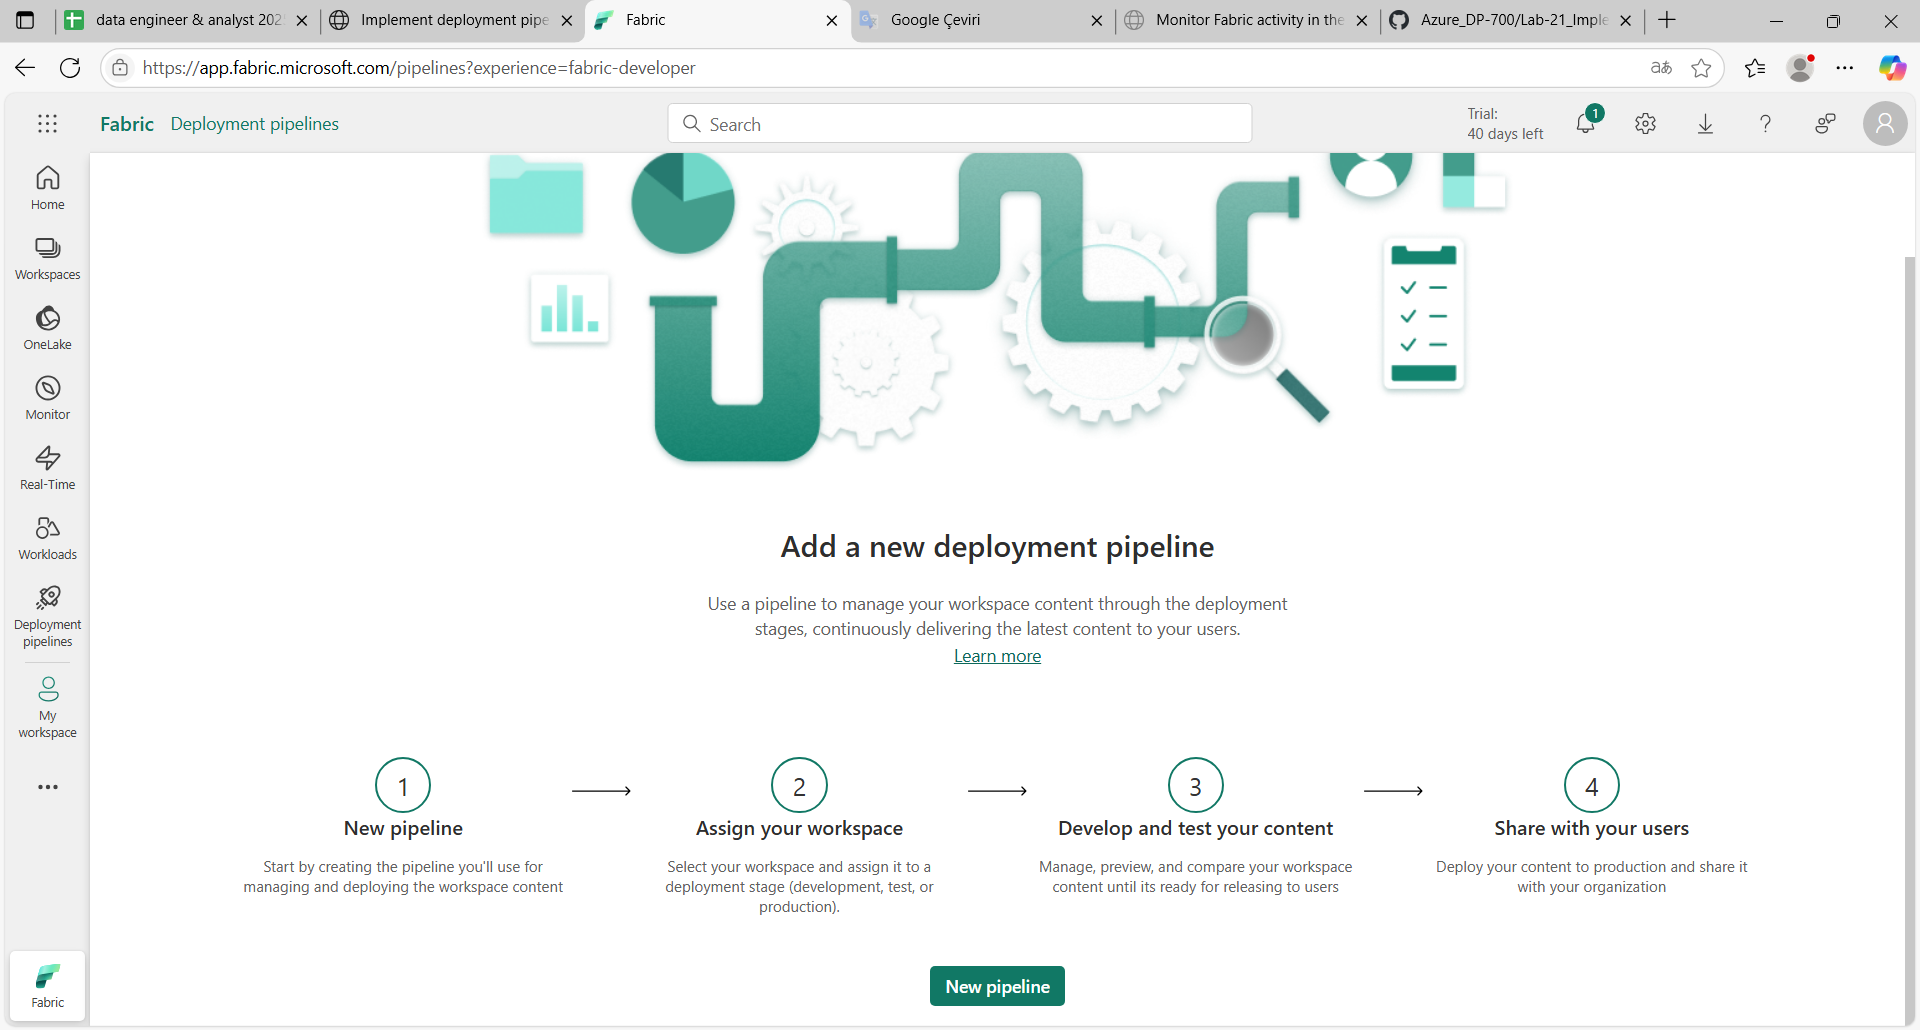 data engineer & analyst 202
Implement deployment pipe
Fabric
Google Çeviri
Monitor Fabric activity in the
Azure_DP-700/Lab-21_Imple
https://app.fabric.microsoft.com/pipelines?experience=fabric-developer
aあ
Fabric Deployment pipelines
Search
Trial:
40 days left
1
Home
Workspaces
OneLake
Monitor
Real-Time
Workloads
Deployment
pipelines
My
workspace
Fabric
Add a new deployment pipeline
Use a pipeline to manage your workspace content through the deployment
stages, continuously delivering the latest content to your users.
Learn more
1
New pipeline
Start by creating the pipeline you'll use for
managing and deploying the workspace content
2
Assign your workspace
Select your workspace and assign it to a
deployment stage (development, test, or
production).
3
Develop and test your content
Manage, preview, and compare your workspace
content until its ready for releasing to users
4
Share with your users
Deploy your content to production and share it
with your organization
New pipeline